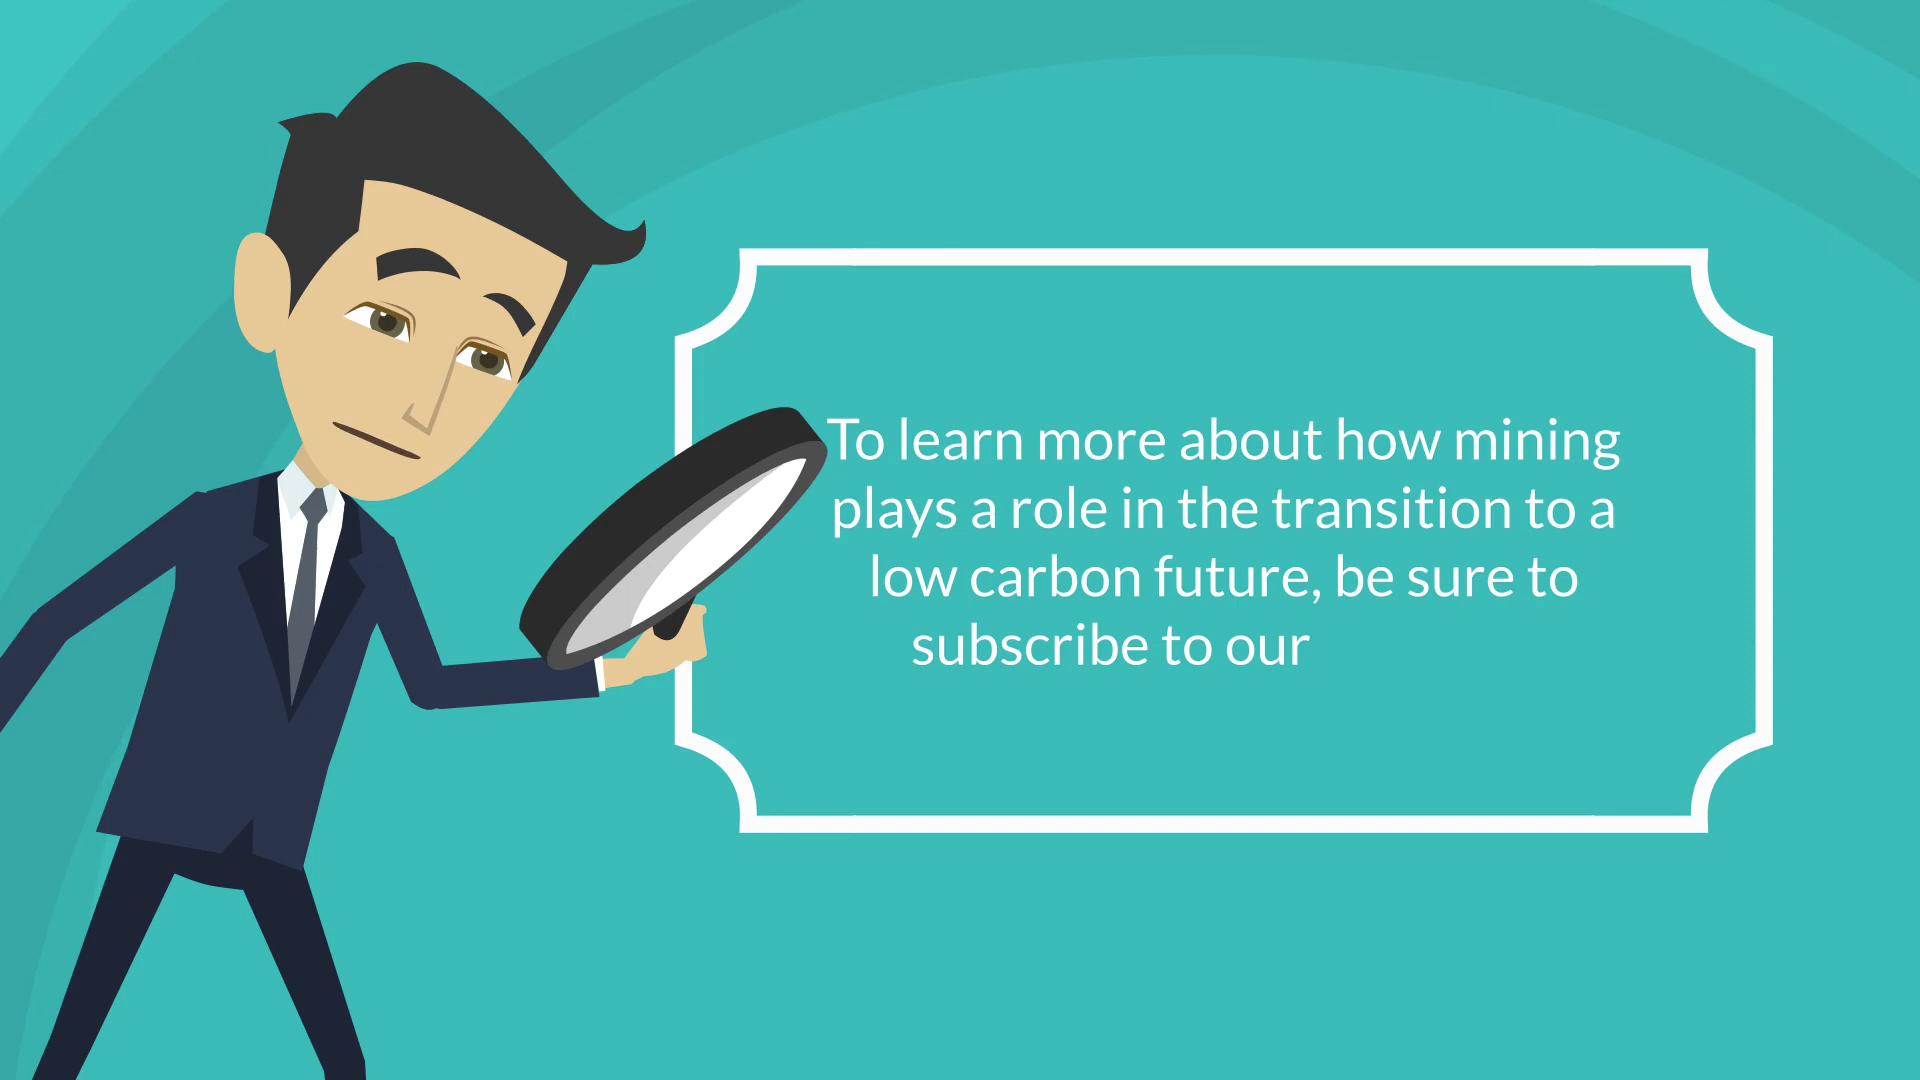 To learn more about how mining
plays a role in the transition to a
low carbon future, be sure to
subscribe to our